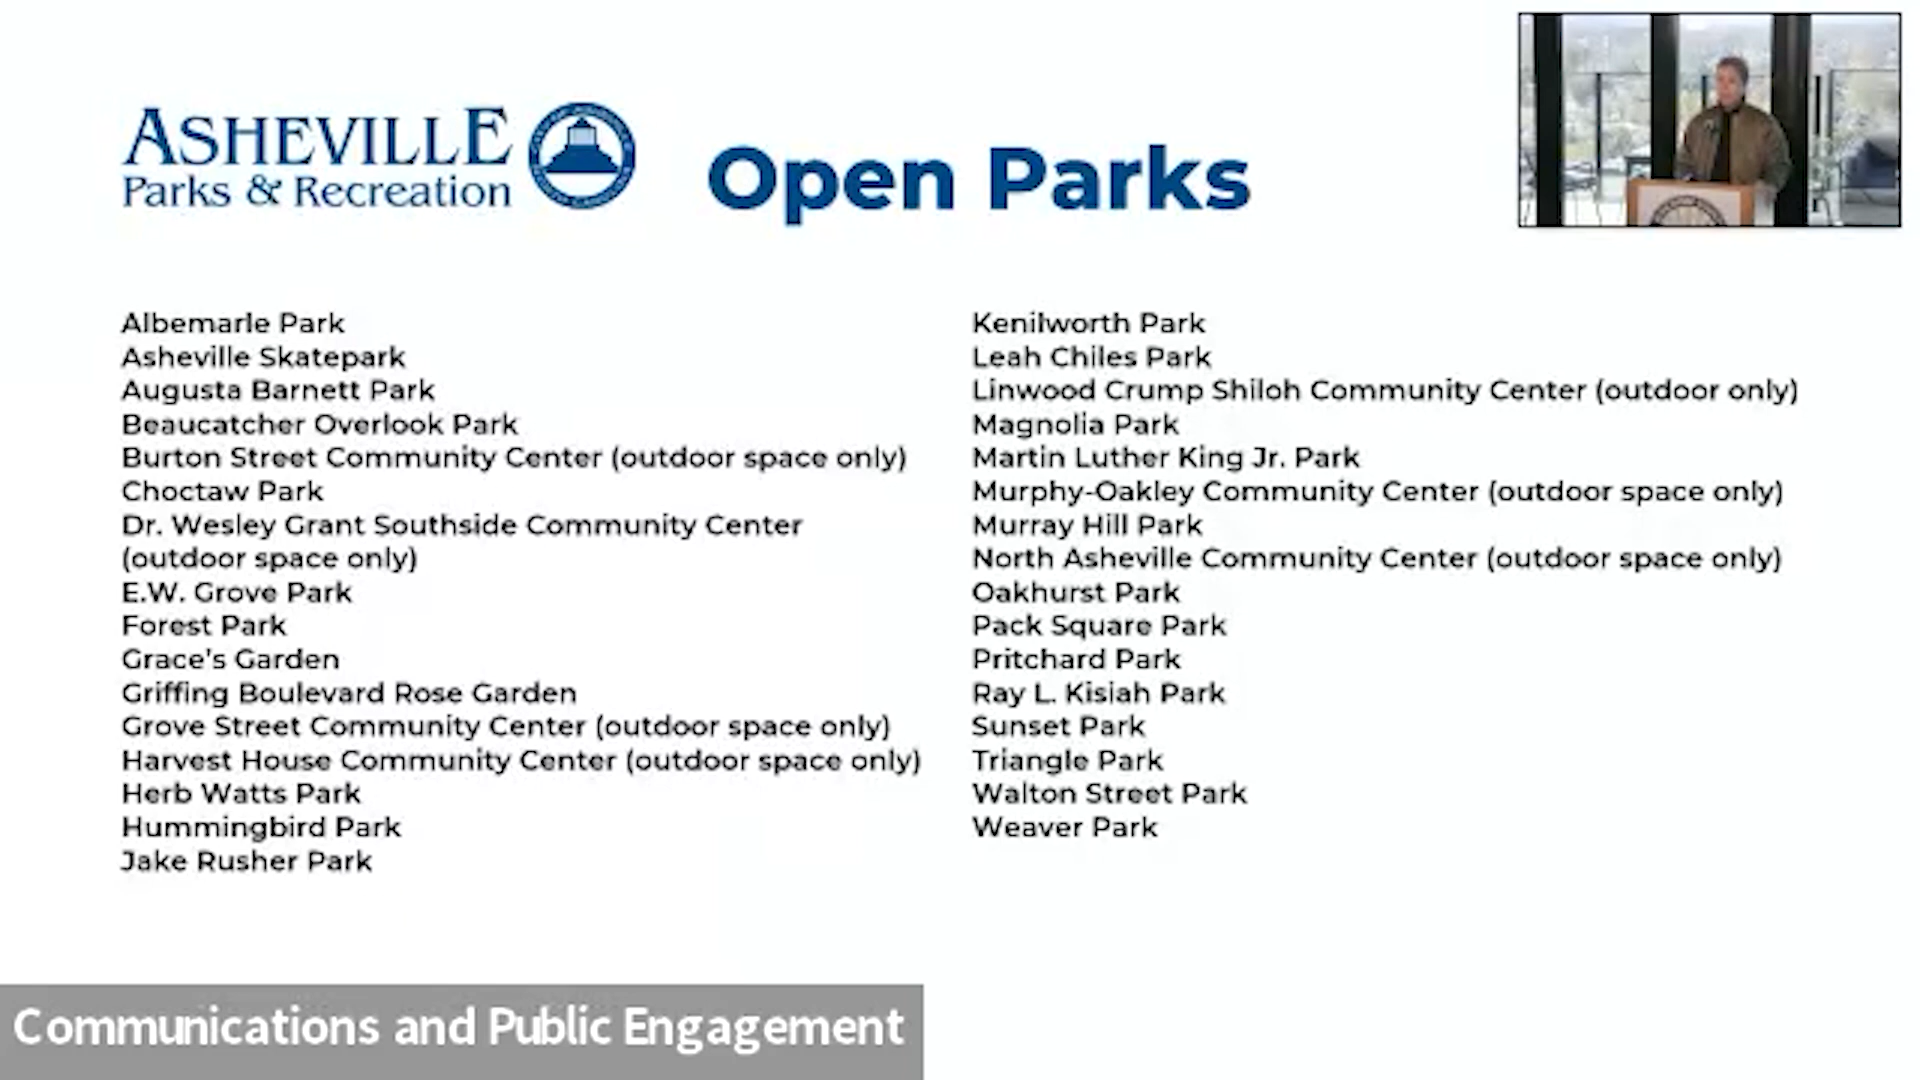 ASHEVILLE
Parks & Recreation
Open Parks
Albemarle Park
Asheville Skatepark
Augusta Barnett Park
Beaucatcher Overlook Park
Burton Street Community Center (outdoor space only)
Choctaw Park
Dr. Wesley Grant Southside Community Center
(outdoor space only)
E.W. Grove Park
Forest Park
Grace's Garden
Griffing Boulevard Rose Garden
Grove Street Community Center (outdoor space only)
Harvest House Community Center (outdoor space only)
Herb Watts Park
Hummingbird Park
Jake Rusher Park
Kenilworth Park
Leah Chiles Park
Linwood Crump Shiloh Community Center (outdoor only)
Magnolia Park
Martin Luther King Jr. Park
Murphy-Oakley Community Center (outdoor space only)
Murray Hill Park
North Asheville Community Center (outdoor space only)
Oakhurst Park
Pack Square Park
Pritchard Park
Ray L. Kisiah Park
Sunset Park
Triangle Park
Walton Street Park
Weaver Park
Communications and Public Engagement